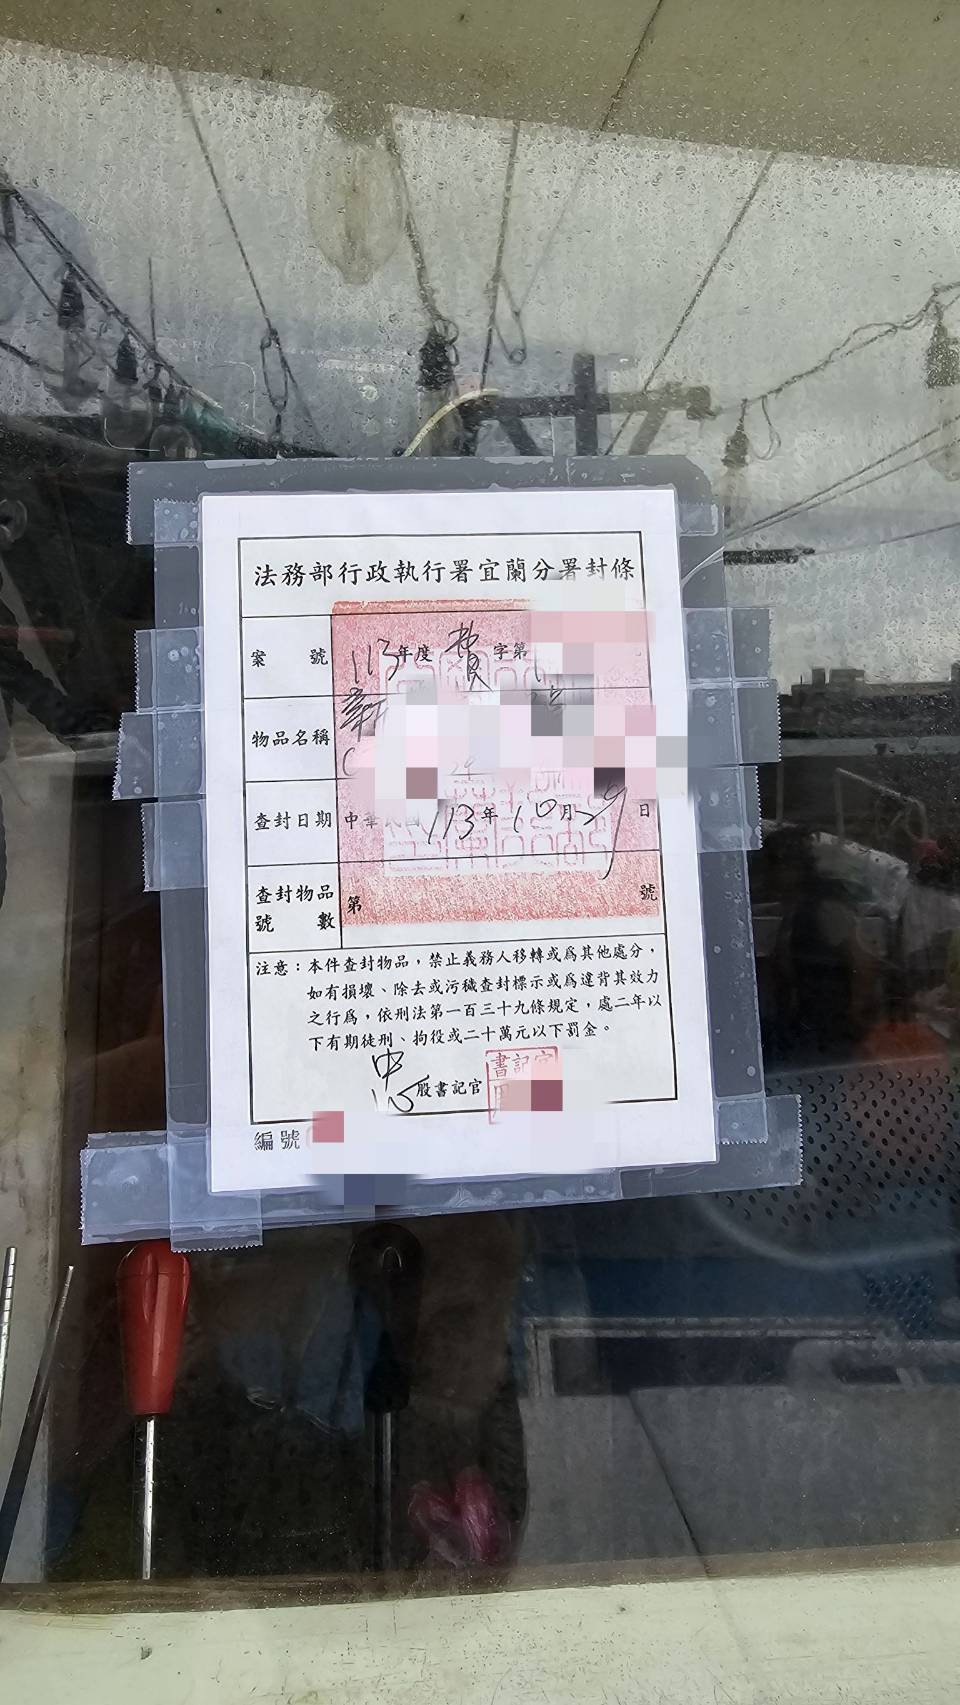 法務部行政執行署宜蘭分署封條
案號 113年度 費 字第
物品名稱 新
查封日期 中華民國 113年 10月29日
查封物品號數 第 號
注意：本件查封物品，禁止義務人移轉或為其他處分，
如有損壞、除去或污穢查封標示或為違背其效力
之行為，依刑法第一百三十九條規定，處二年以
下有期徒刑、拘役或二十萬元以下罰金。
股書記官 書記官
編號